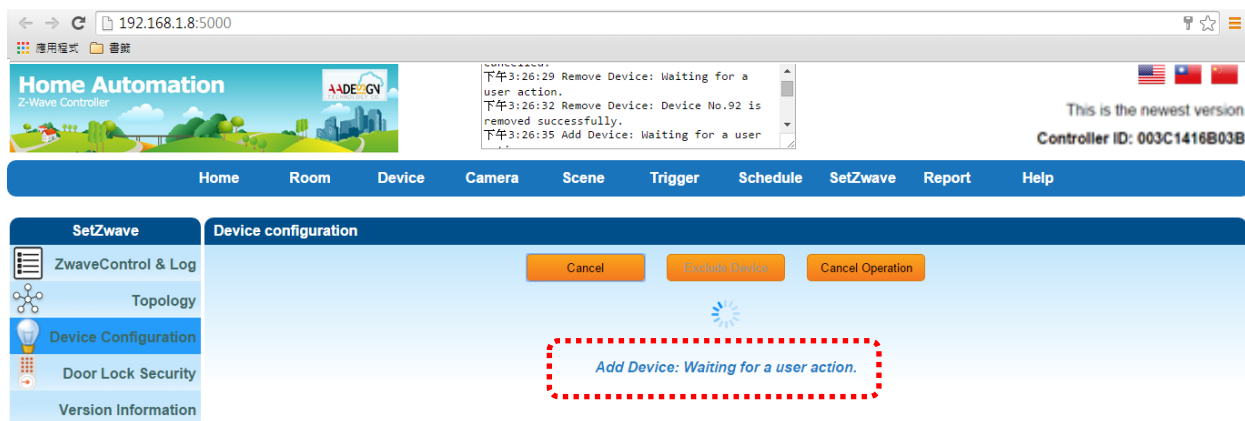 192.168.1.8:5000
應用程式 書籤
Home Automation
Z-Wave Controller
AADESIGN
cancelled.
下午3:26:29 Remove Device: Waiting for a
user action.
下午3:26:32 Remove Device: Device No.92 is
removed successfully.
下午3:26:35 Add Device: Waiting for a user
This is the newest version
Controller ID: 003C1416B03B
Home Room Device Camera Scene Trigger Schedule SetZwave Report Help
SetZwave
Device configuration
ZwaveControl & Log
Cancel Exclude Device Cancel Operation
Topology
Device Configuration
Add Device: Waiting for a user action.
Door Lock Security
Version Information